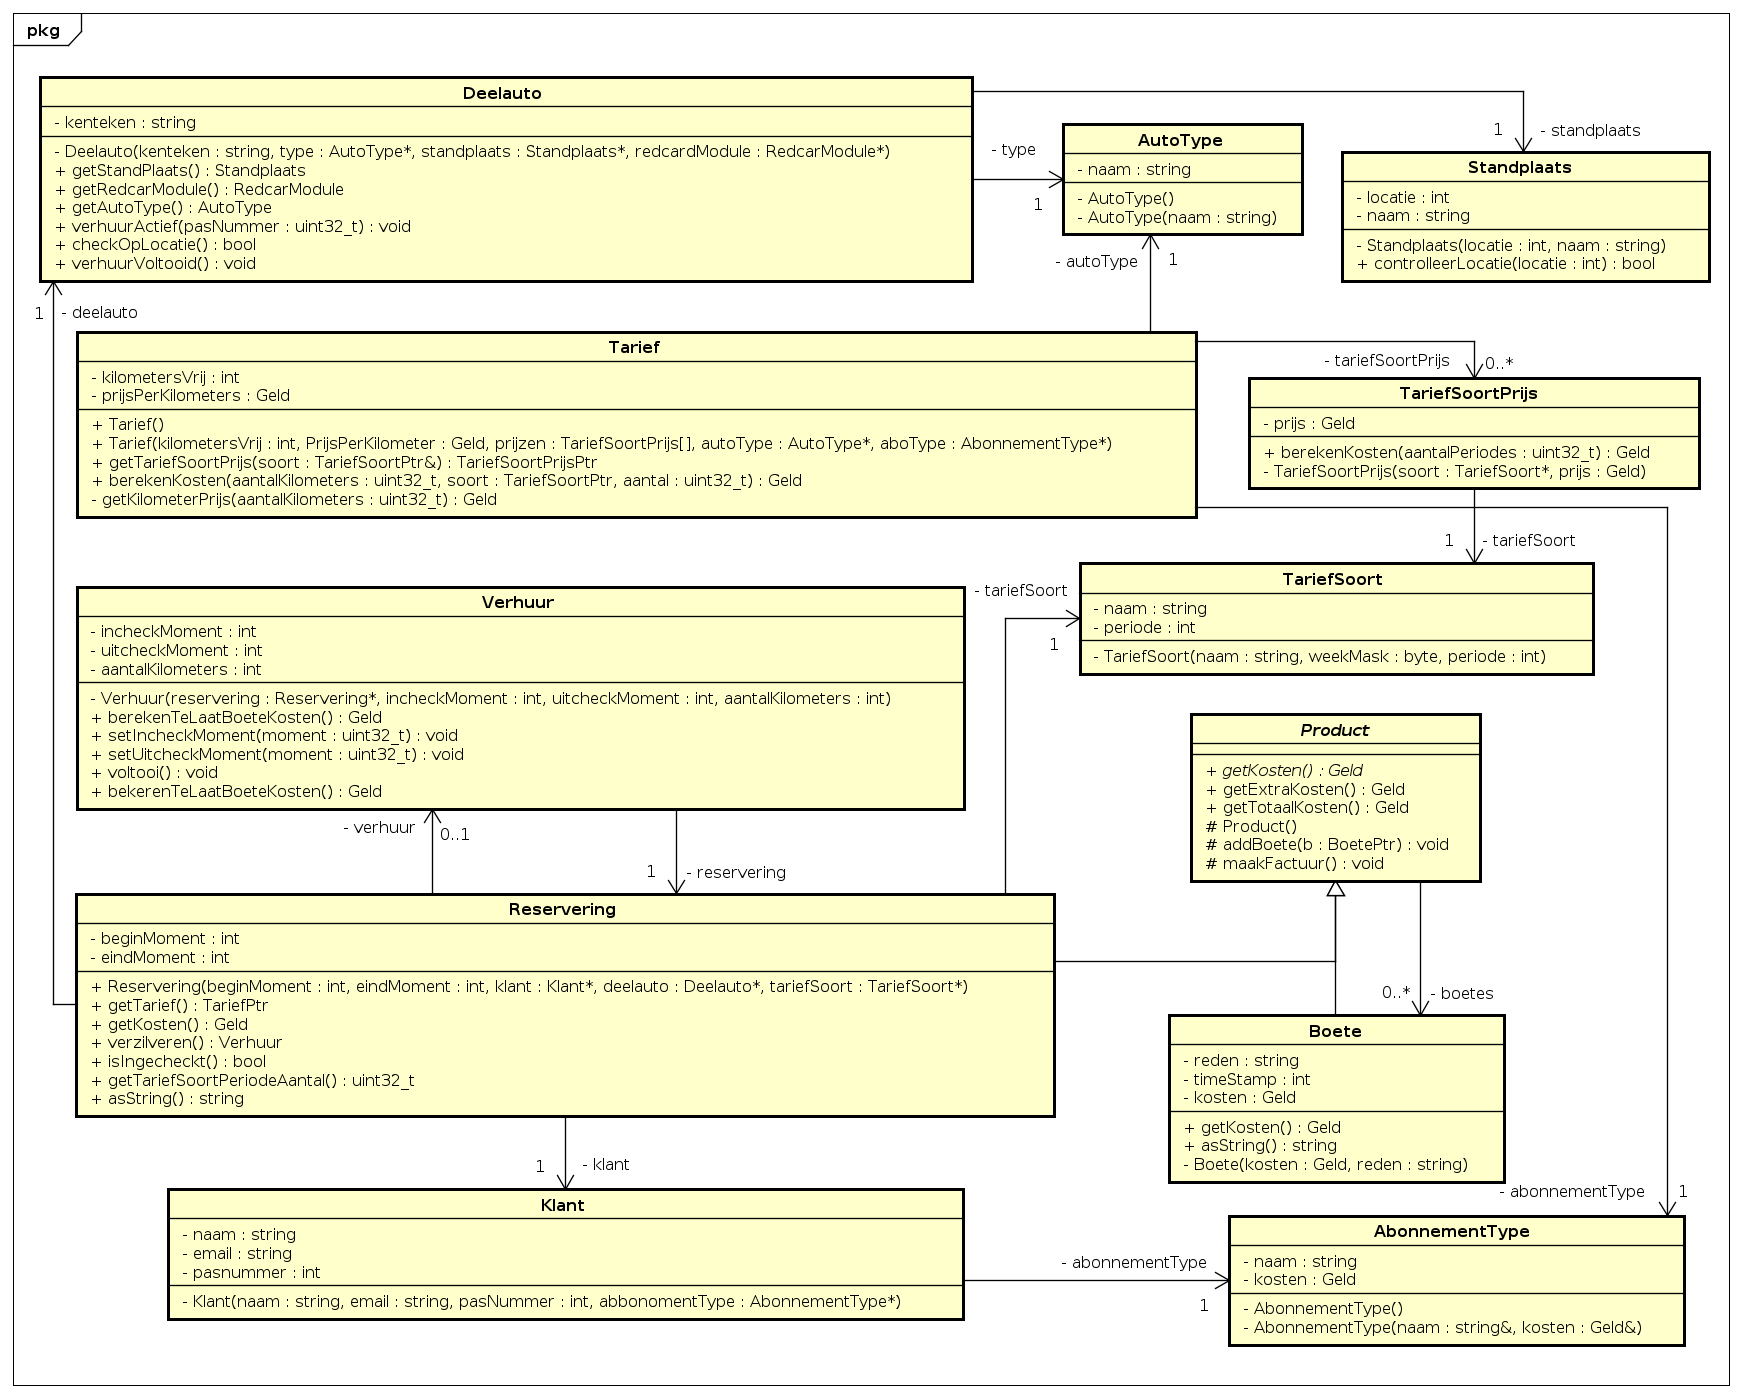 pkg
Deelauto
- kenteken : string
- Deelauto(kenteken : string, type : AutoType*, standplaats : Standplaats*, redcardModule : RedcarModule*)
+ getStandPlaats() : Standplaats
+ getRedcarModule() : RedcarModule
+ getAutoType() : AutoType
+ verhuurActief(pasNummer : uint32_t) : void
+ checkOpLocatie() : bool
+ verhuurVoltooid() : void
- type
1
AutoType
- naam : string
- AutoType()
- AutoType(naam : string)
1
- standplaats
Standplaats
- locatie : int
- naam : string
- Standplaats(locatie : int, naam : string)
+ controlleerLocatie(locatie : int) : bool
- autoType
1
1
- deelauto
Tarief
- kilometersVrij : int
- prijsPerKilometers : Geld
+ Tarief()
+ Tarief(kilometersVrij : int, PrijsPerKilometer : Geld, prijzen : TariefSoortPrijs[], autoType : AutoType*, aboType : AbonnementType*)
+ getTariefSoortPrijs(soort : TariefSoortPtr&) : TariefSoortPrijsPtr
+ berekenKosten(aantalKilometers : uint32_t, soort : TariefSoortPtr, aantal : uint32_t) : Geld
- getKilometerPrijs(aantalKilometers : uint32_t) : Geld
- tariefSoortPrijs
0..*
TariefSoortPrijs
- prijs : Geld
+ berekenKosten(aantalPeriodes : uint32_t) : Geld
- TariefSoortPrijs(soort : TariefSoort*, prijs : Geld)
1
- tariefSoort
TariefSoort
- naam : string
- periode : int
- TariefSoort(naam : string, weekMask : byte, periode : int)
- tariefSoort
1
Verhuur
- incheckMoment : int
- uitcheckMoment : int
- aantalKilometers : int
- Verhuur(reservering : Reservering*, incheckMoment : int, uitcheckMoment : int, aantalKilometers : int)
+ berekenTeLaatBoeteKosten() : Geld
+ setIncheckMoment(moment : uint32_t) : void
+ setUitcheckMoment(moment : uint32_t) : void
+ voltooi() : void
+ bekerenTeLaatBoeteKosten() : Geld
- verhuur
0..1
1
- reservering
Product
+ getKosten() : Geld
+ getExtraKosten() : Geld
+ getTotaalKosten() : Geld
# Product()
# addBoete(b : BoetePtr) : void
# maakFactuur() : void
Reservering
- beginMoment : int
- eindMoment : int
+ Reservering(beginMoment : int, eindMoment : int, klant : Klant*, deelauto : Deelauto*, tariefSoort : TariefSoort*)
+ getTarief() : TariefPtr
+ getKosten() : Geld
+ verzilveren() : Verhuur
+ isIngecheckt() : bool
+ getTariefSoortPeriodeAantal() : uint32_t
+ asString() : string
0..*
- boetes
Boete
- reden : string
- timeStamp : int
- kosten : Geld
+ getKosten() : Geld
+ asString() : string
- Boete(kosten : Geld, reden : string)
1
- klant
Klant
- naam : string
- email : string
- pasnummer : int
- Klant(naam : string, email : string, pasNummer : int, abbonomentType : AbonnementType*)
- abonnementType
1
- abonnementType
1
AbonnementType
- naam : string
- kosten : Geld
- AbonnementType()
- AbonnementType(naam : string&, kosten : Geld&)